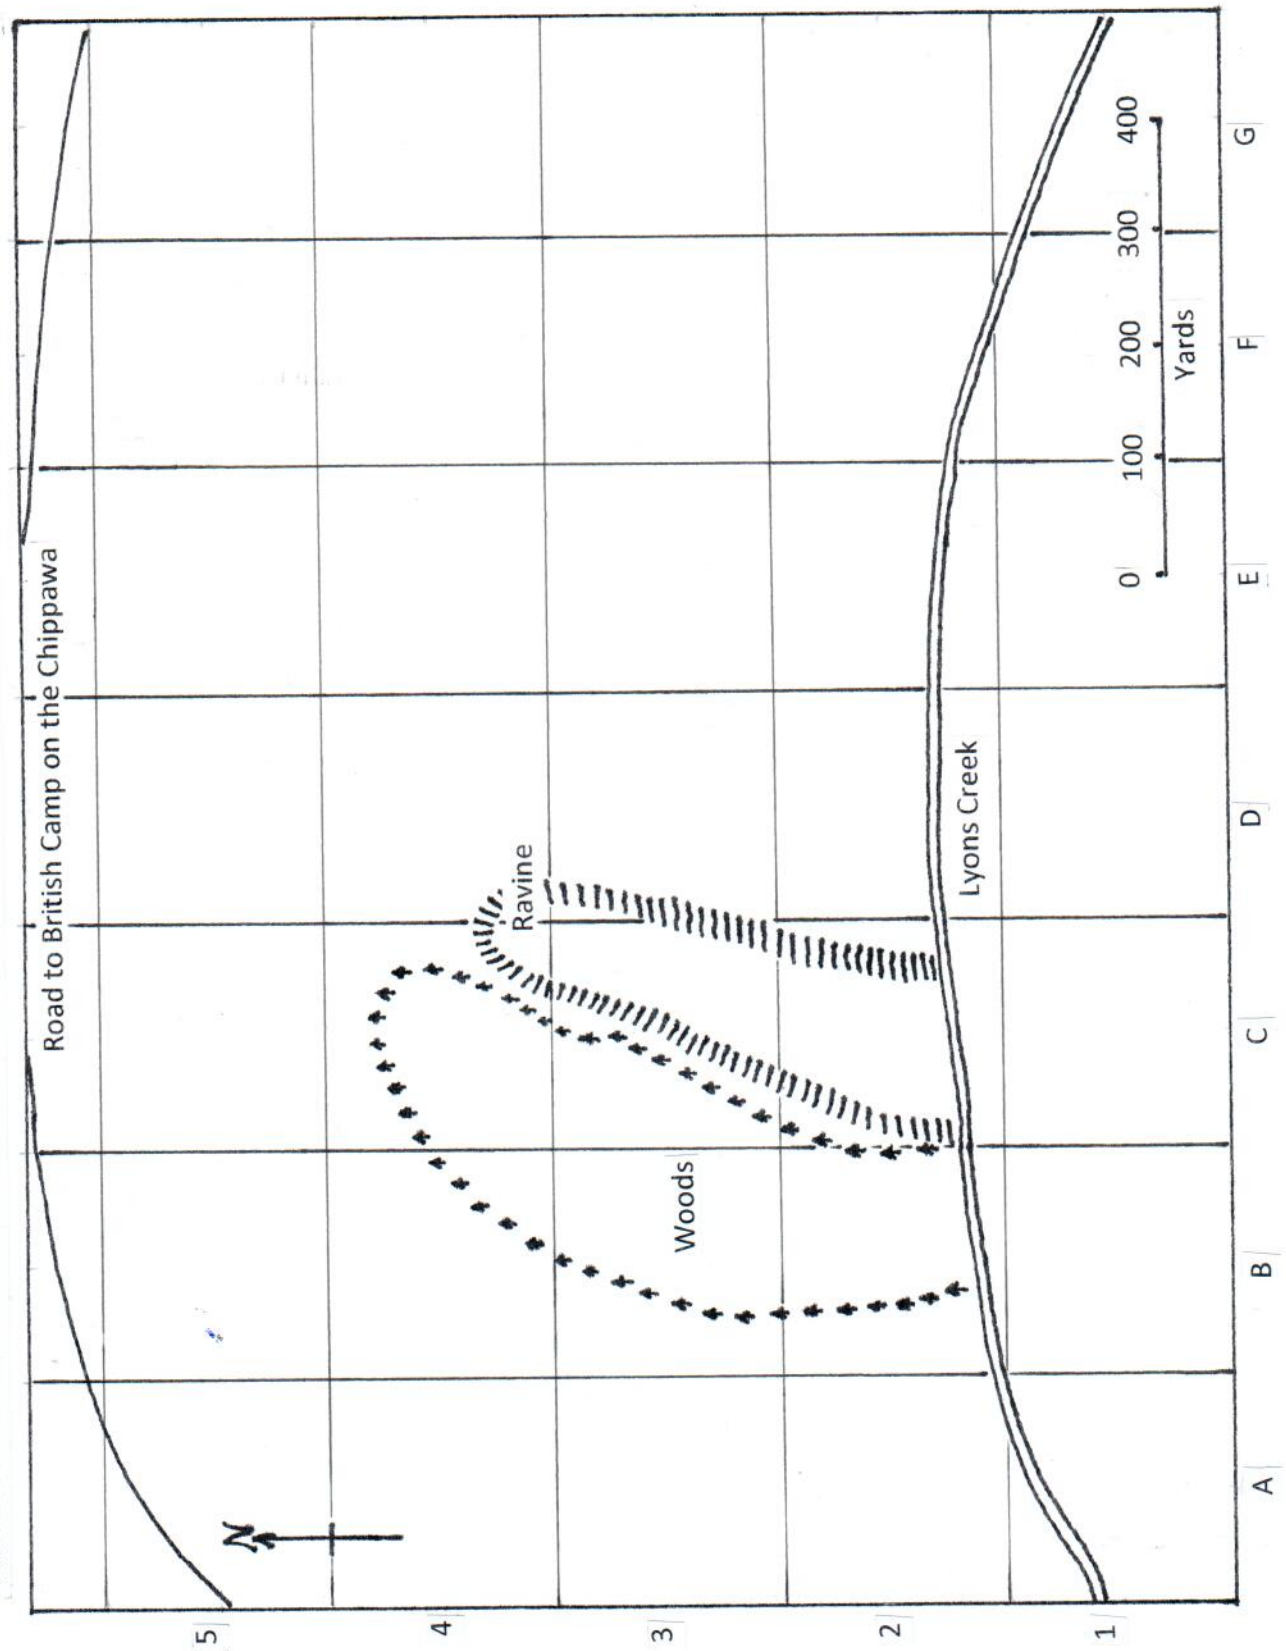 Road to British Camp on the Chippawa
N
5
4
3
2
1
Ravine
Woods
Lyons Creek
0 100 200 300 400
Yards
A B C D E F G